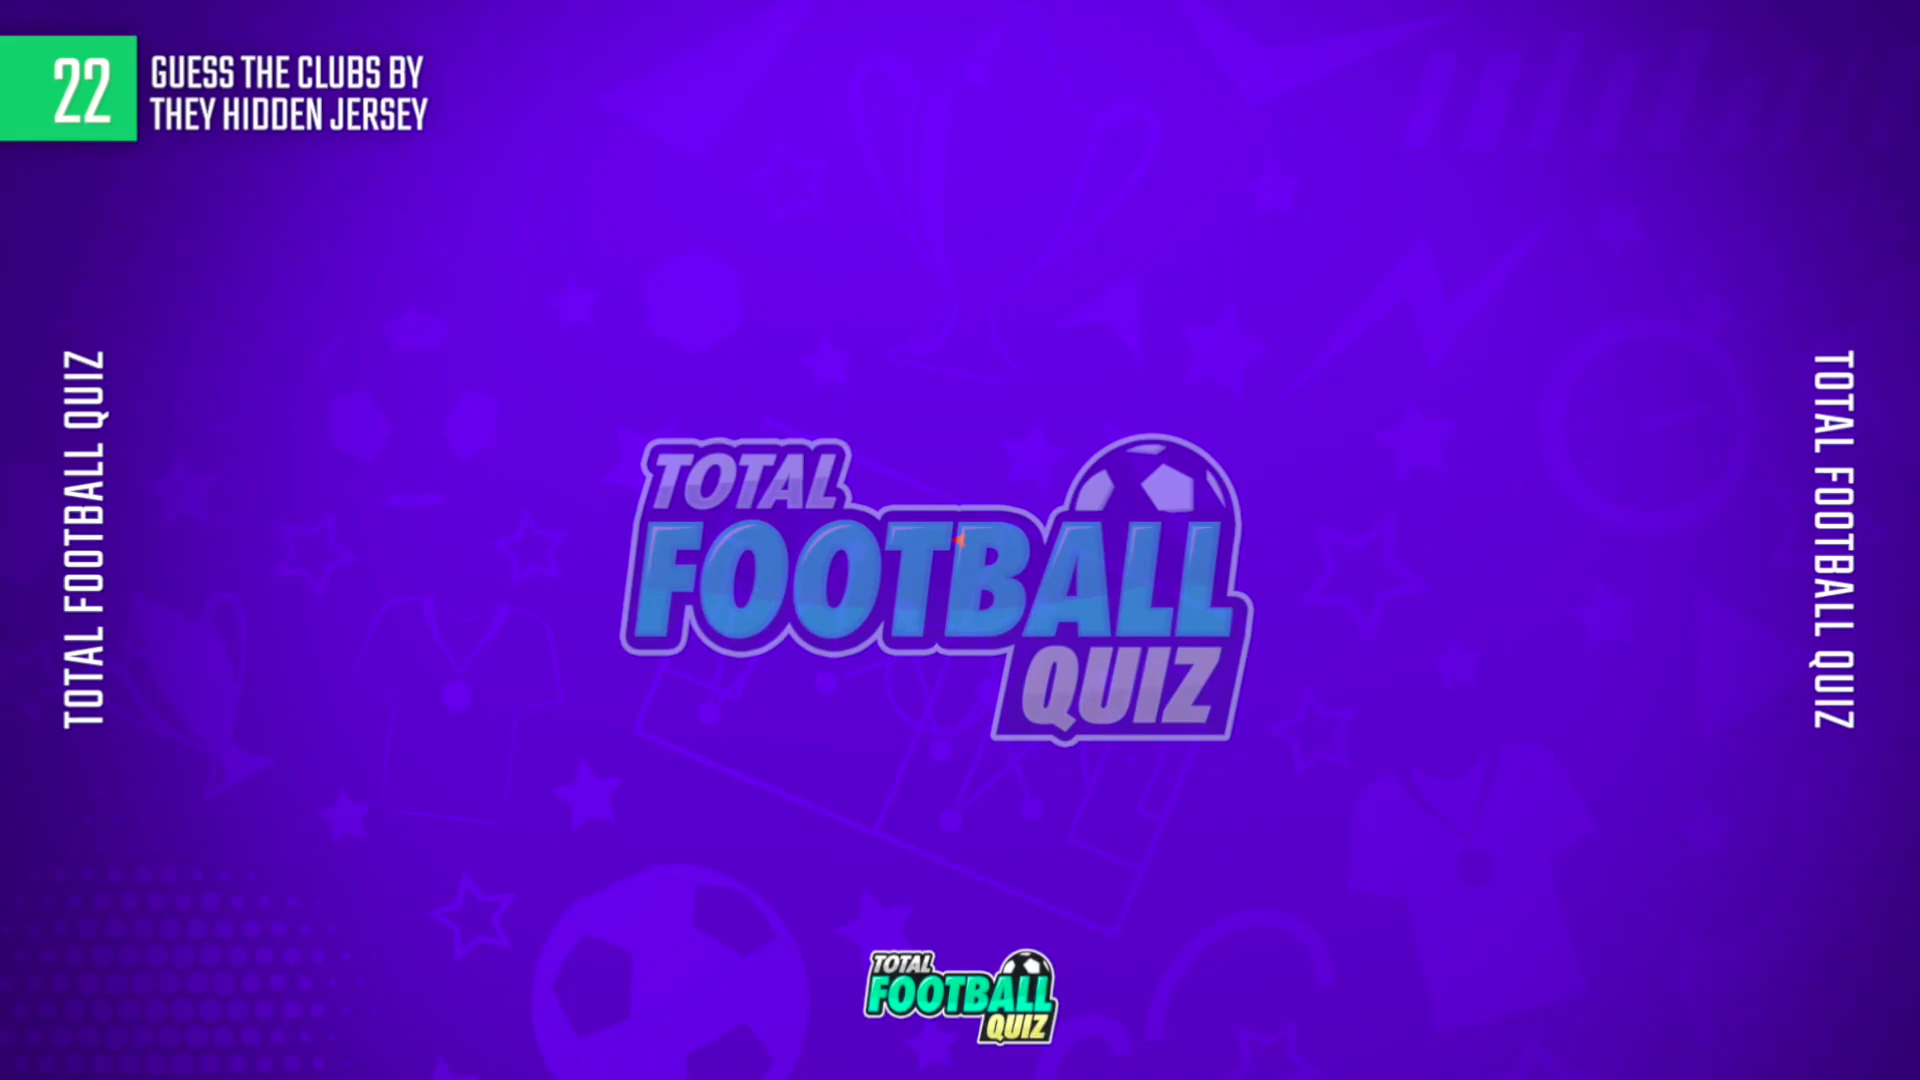 22
GUESS THE CLUBS BY
THEY HIDDEN JERSEY
TOTAL FOOTBALL QUIZ
TOTAL
FOOTBALL
QUIZ
TOTAL FOOTBALL QUIZ
TOTAL
FOOTBALL
QUIZ